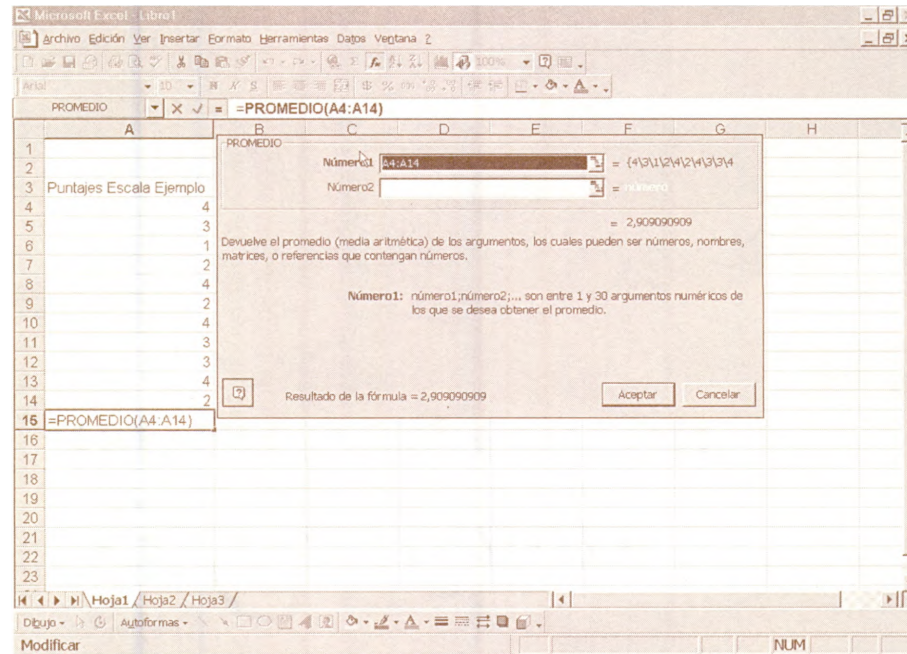 Microsoft Excel - Libro1
Archivo Edición Ver Insertar Formato Herramientas Datos Ventana ?
100%
Arial 10 N K S
PROMEDIO =PROMEDIO(A4:A14)
A B C D E F G H
1
2
3 Puntajes Escala Ejemplo
4 4
5 3
6 1
7 2
8 4
9 2
10 4
11 3
12 3
13 4
14 2
15 =PROMEDIO(A4:A14)
16
17
18
19
20
21
22
23
PROMEDIO
Número1 A4:A14 = {4\3\1\2\4\2\4\3\3\4
Número2 = número
= 2,909090909
Devuelve el promedio (media aritmética) de los argumentos, los cuales pueden ser números, nombres,
matrices, o referencias que contengan números.
Número1: número1;número2;... son entre 1 y 30 argumentos numéricos de
los que se desea obtener el promedio.
Resultado de la fórmula = 2,909090909
Aceptar Cancelar
Hoja1 / Hoja2 / Hoja3 /
Dibujo Autoformas
Modificar NUM